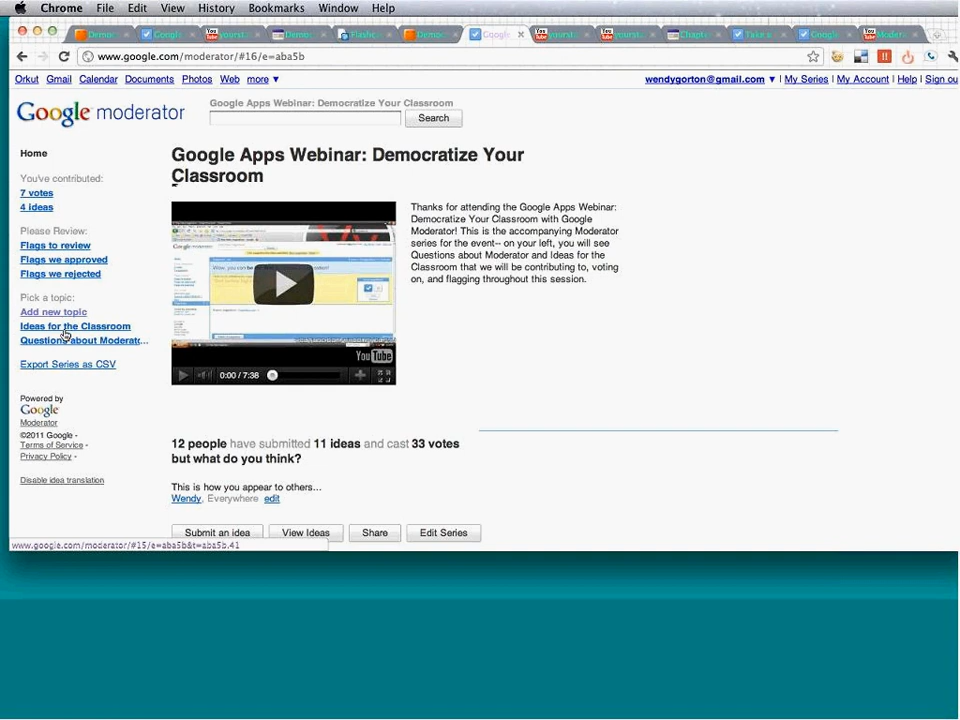 Chrome File Edit View History Bookmarks Window Help
www.google.com/moderator/#16/e=aba5b
Orkut Gmail Calendar Documents Photos Web more ▼
wendygorton@gmail.com ▼ | My Series | My Account | Help | Sign ou
Google moderator
Google Apps Webinar: Democratize Your Classroom
Search
Home
You've contributed:
7 votes
4 ideas
Please Review:
Flags to review
Flags we approved
Flags we rejected
Pick a topic:
Add new topic
Ideas for the Classroom
Questions about Moderat...
Export Series as CSV
Powered by
Google
Moderator
©2011 Google -
Terms of Service -
Privacy Policy -
Disable idea translation
Google Apps Webinar: Democratize Your
Classroom
YouTube
0:00 / 7:38
Thanks for attending the Google Apps Webinar:
Democratize Your Classroom with Google
Moderator! This is the accompanying Moderator
series for the event-- on your left, you will see
Questions about Moderator and Ideas for the
Classroom that we will be contributing to, voting
on, and flagging throughout this session.
12 people have submitted 11 ideas and cast 33 votes
but what do you think?
This is how you appear to others...
Wendy, Everywhere edit
Submit an idea View Ideas Share Edit Series
www.google.com/moderator/#15/e=aba5b&t=aba5b.41